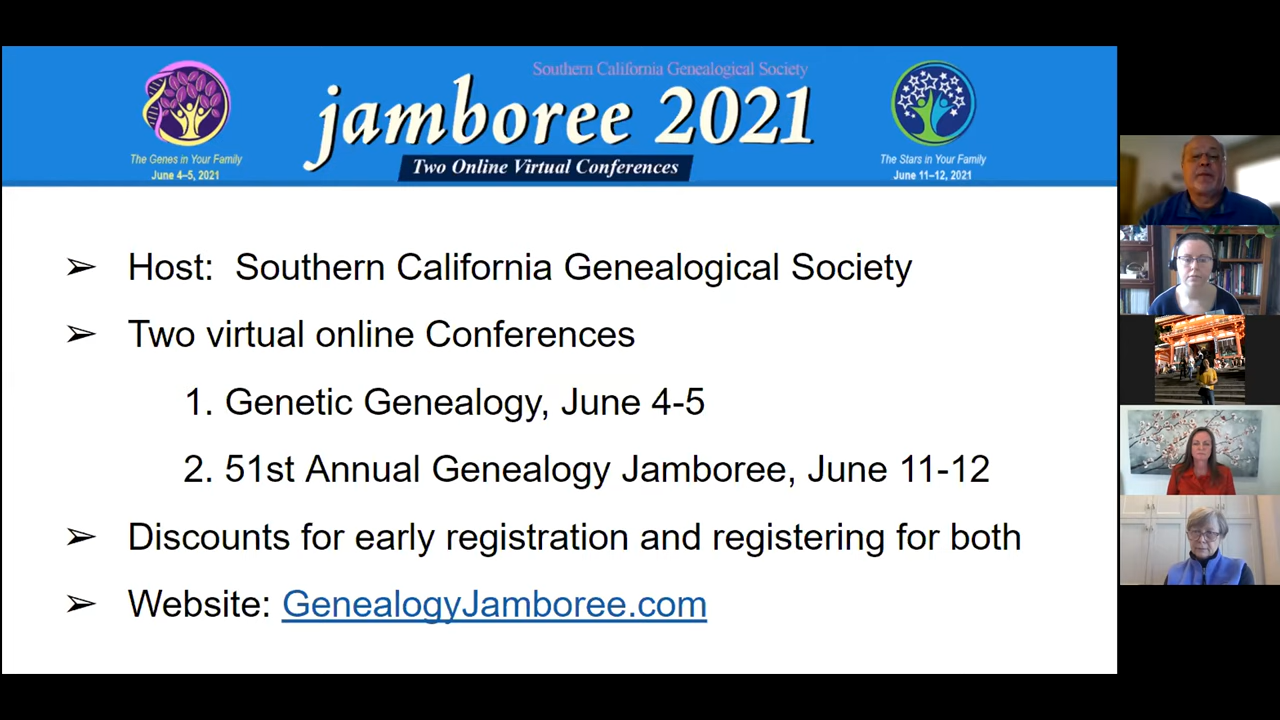 Southern California Genealogical Society
jamboree 2021
Two Online Virtual Conferences
The Genes in Your Family
June 4–5, 2021
The Stars in Your Family
June 11–12, 2021
➢ Host: Southern California Genealogical Society
➢ Two virtual online Conferences
1. Genetic Genealogy, June 4-5
2. 51st Annual Genealogy Jamboree, June 11-12
➢ Discounts for early registration and registering for both
➢ Website: GenealogyJamboree.com